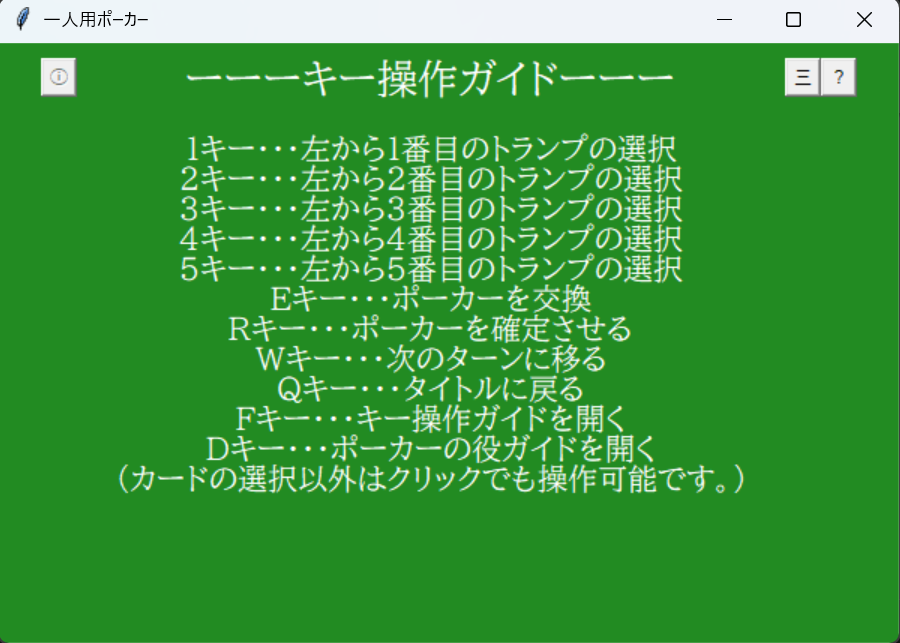 一人用ポーカー
ⓘ
ーーーキー操作ガイドーーー
三
?
1キー・・・左から1番目のトランプの選択
2キー・・・左から2番目のトランプの選択
3キー・・・左から3番目のトランプの選択
4キー・・・左から4番目のトランプの選択
5キー・・・左から5番目のトランプの選択
Eキー・・・ポーカーを交換
Rキー・・・ポーカーを確定させる
Wキー・・・次のターンに移る
Qキー・・・タイトルに戻る
Fキー・・・キー操作ガイドを開く
Dキー・・・ポーカーの役ガイドを開く
（カードの選択以外はクリックでも操作可能です。）